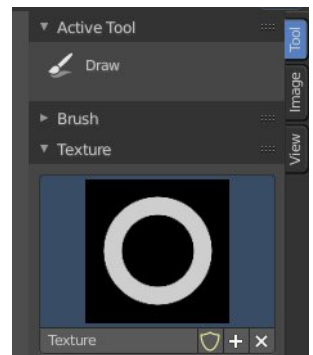 Active Tool
Draw
Brush
Texture
Texture
Tool
Image
View